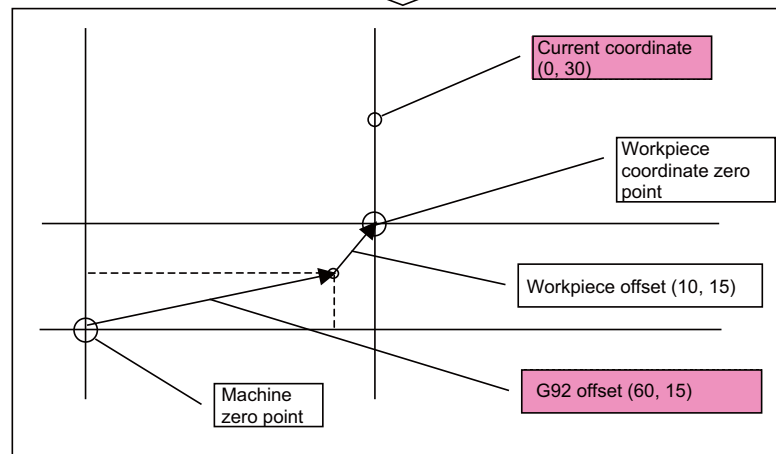 Current coordinate
(0, 30)
Workpiece
coordinate zero
point
Workpiece offset (10, 15)
G92 offset (60, 15)
Machine
zero point